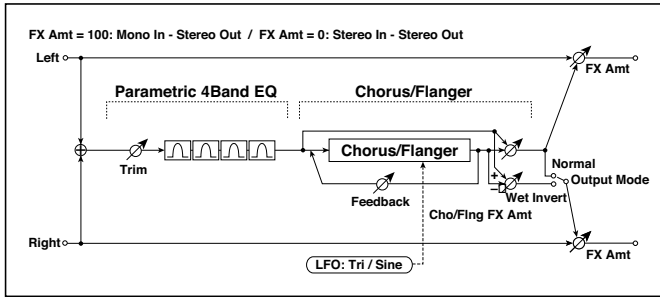 FX Amt = 100: Mono In - Stereo Out / FX Amt = 0: Stereo In - Stereo Out
Left
FX Amt
Parametric 4Band EQ
Chorus/Flanger
Chorus/Flanger
Trim
Normal
Output Mode
+
−
Wet Invert
Feedback
Cho/Flng FX Amt
Right
FX Amt
LFO: Tri / Sine